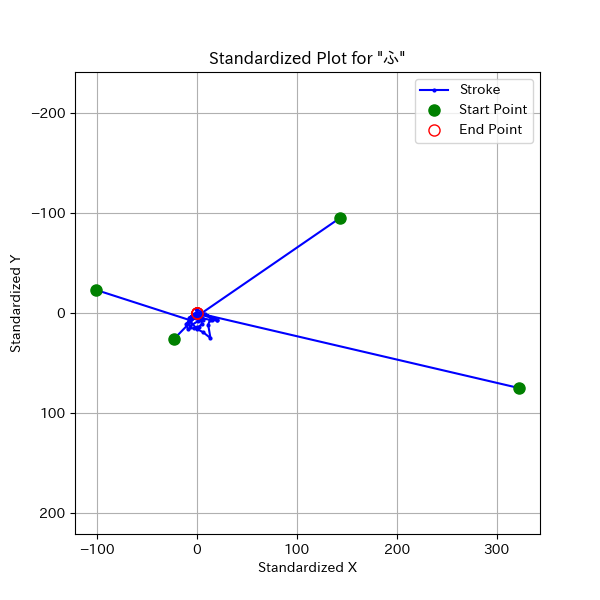 Standardized Plot for "ふ"
Stroke
Start Point
End Point
−200
−100
0
100
200
Standardized Y
−100
0
100
200
300
Standardized X